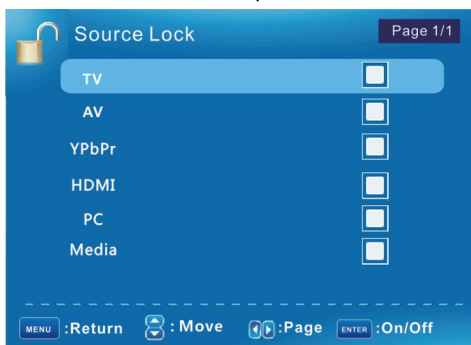 Source Lock
Page 1/1
TV
AV
YPbPr
HDMI
PC
Media
MENU :Return : Move :Page ENTER :On/Off